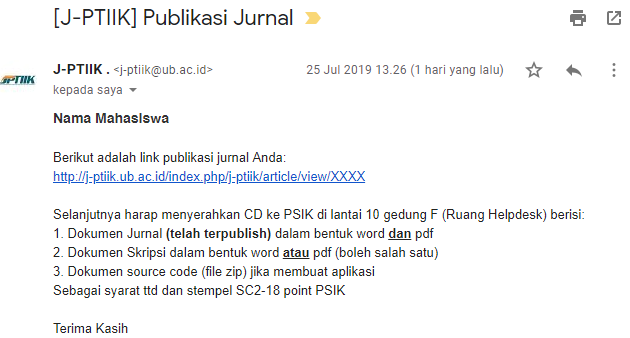 [J-PTIIK] Publikasi Jurnal
J-PTIIK . <j-ptiik@ub.ac.id>
25 Jul 2019 13.26 (1 hari yang lalu)
JPTIIK
kepada saya
Nama Mahasiswa
Berikut adalah link publikasi jurnal Anda:
http://j-ptiik.ub.ac.id/index.php/j-ptiik/article/view/XXXX
Selanjutnya harap menyerahkan CD ke PSIK di lantai 10 gedung F (Ruang Helpdesk) berisi:
1. Dokumen Jurnal (telah terpublish) dalam bentuk word dan pdf
2. Dokumen Skripsi dalam bentuk word atau pdf (boleh salah satu)
3. Dokumen source code (file zip) jika membuat aplikasi
Sebagai syarat ttd dan stempel SC2-18 point PSIK
Terima Kasih